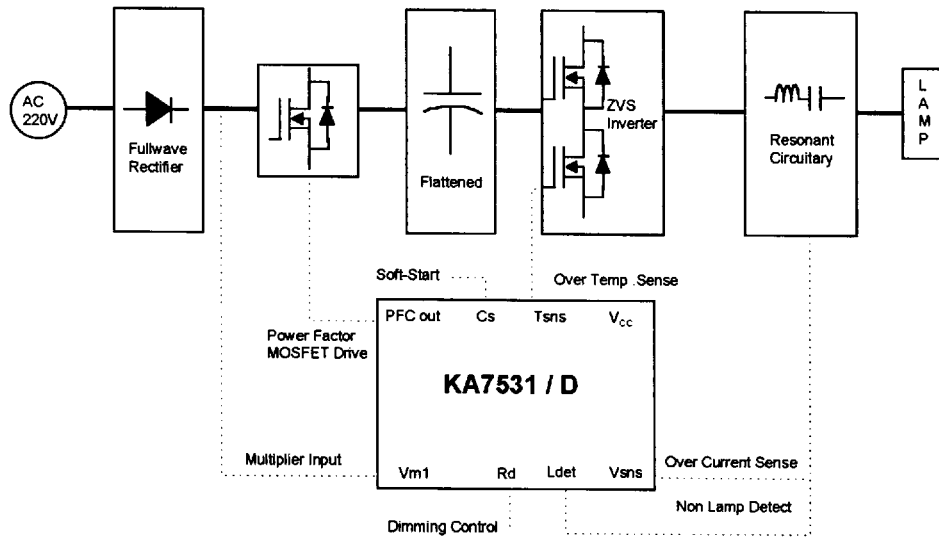 AC
220V
Fullwave
Rectifier
Flattened
ZVS
Inverter
Resonant
Circuitary
L
A
M
P
Soft-Start
Over Temp .Sense
PFC out
Cs
Tsns
Vcc
Power Factor
MOSFET Drive
KA7531 / D
Multiplier Input
Vm1
Rd
Ldet
Vsns
Over Current Sense
Non Lamp Detect
Dimming Control